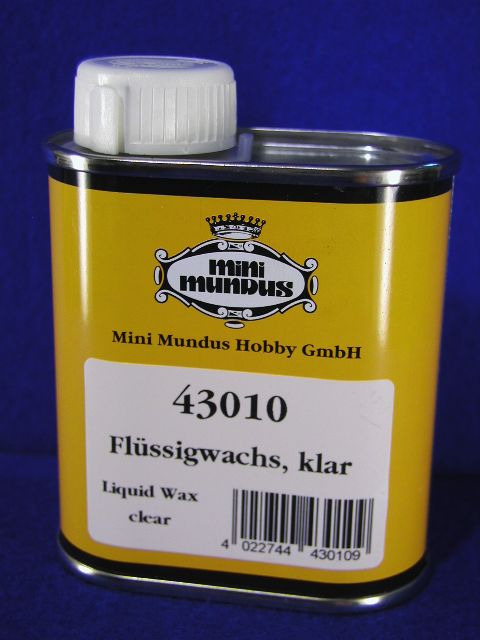 mini
mundus
Mini Mundus Hobby GmbH
43010
Flüssigwachs, klar
Liquid Wax
clear
4 022744 430109